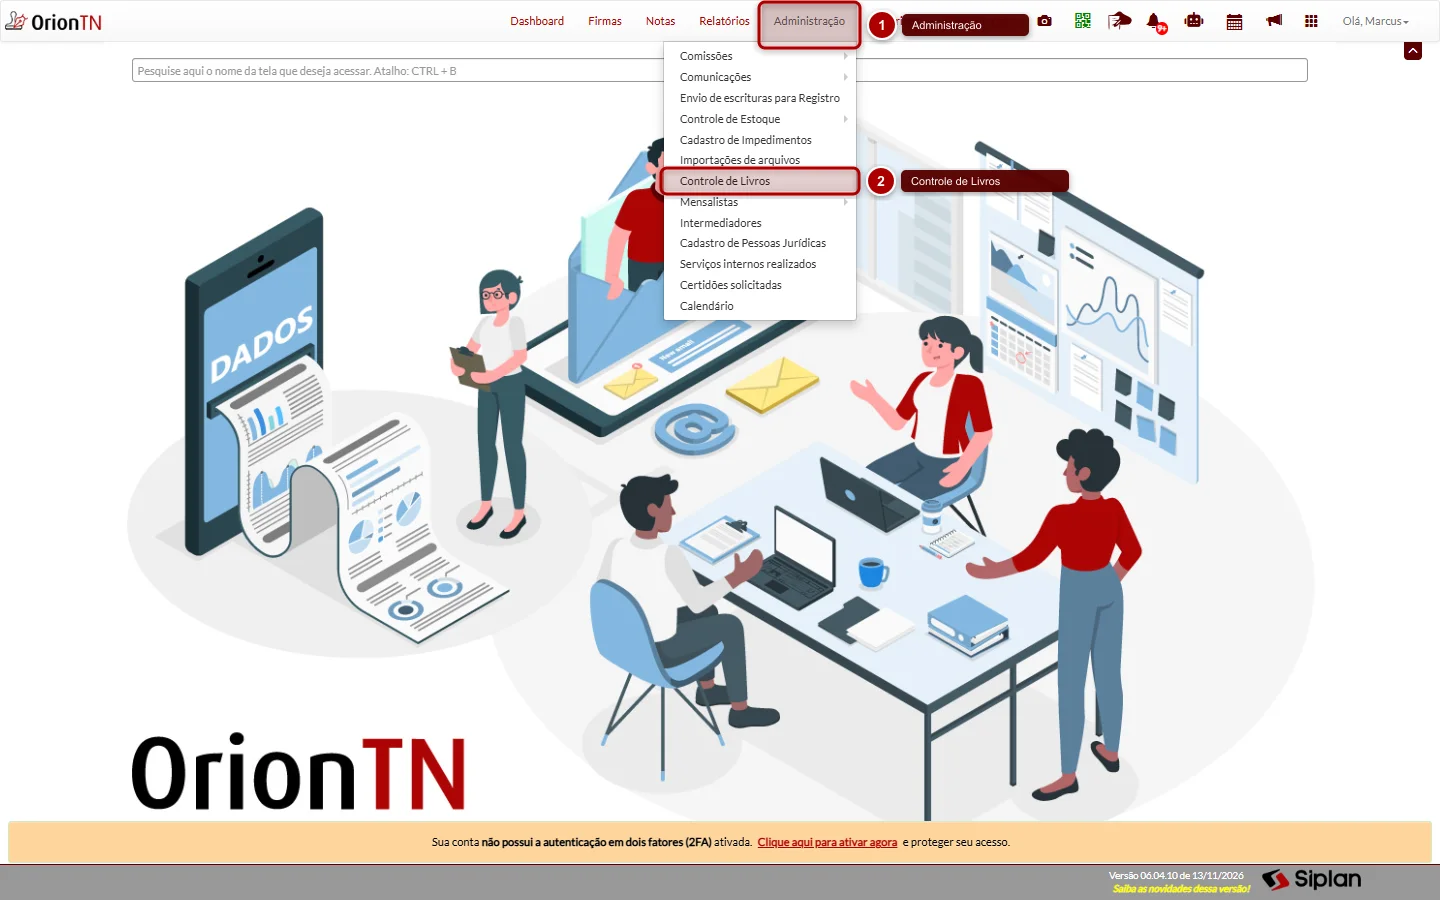 OrionTN
Dashboard
Firmas
Notas
Relatórios
Administração
1
Administração
9+
Olá, Marcus
Pesquise aqui o nome da tela que deseja acessar. Atalho: CTRL + B
Comissões
Comunicações
Envio de escrituras para Registro
Controle de Estoque
Cadastro de Impedimentos
Importações de arquivos
Controle de Livros
2
Controle de Livros
Mensalistas
Intermediadores
Cadastro de Pessoas Jurídicas
Serviços internos realizados
Certidões solicitadas
Calendário
DADOS
New email
@
OrionTN
Sua conta não possui a autenticação em dois fatores (2FA) ativada. Clique aqui para ativar agora e proteger seu acesso.
Versão 06.04.10 de 13/11/2026
Saiba as novidades dessa versão!
Siplan